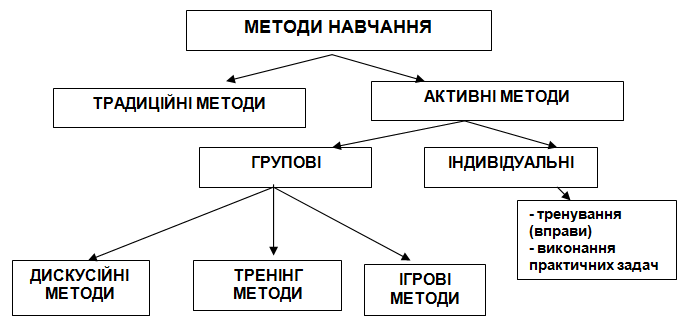 МЕТОДИ НАВЧАННЯ
ТРАДИЦІЙНІ МЕТОДИ
АКТИВНІ МЕТОДИ
ГРУПОВІ
ІНДИВІДУАЛЬНІ
- тренування
(вправи)
- виконання
практичних задач
ДИСКУСІЙНІ
МЕТОДИ
ТРЕНІНГ
МЕТОДИ
ІГРОВІ
МЕТОДИ